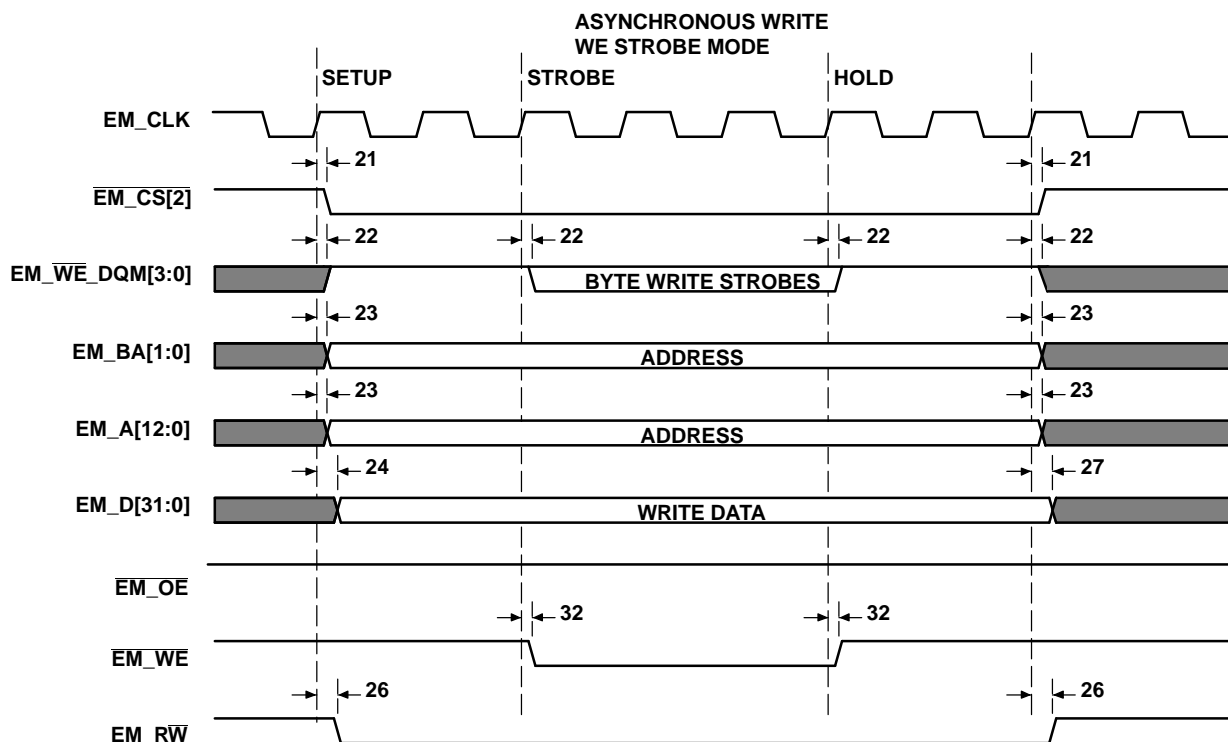 ASYNCHRONOUS WRITE
WE STROBE MODE
SETUP
STROBE
HOLD
EM_CLK
21
21
EM_CS[2]
22
22
22
22
EM_WE_DQM[3:0]
BYTE WRITE STROBES
23
23
EM_BA[1:0]
ADDRESS
23
23
EM_A[12:0]
ADDRESS
24
27
EM_D[31:0]
WRITE DATA
EM_OE
32
32
EM_WE
26
26
EM_RW